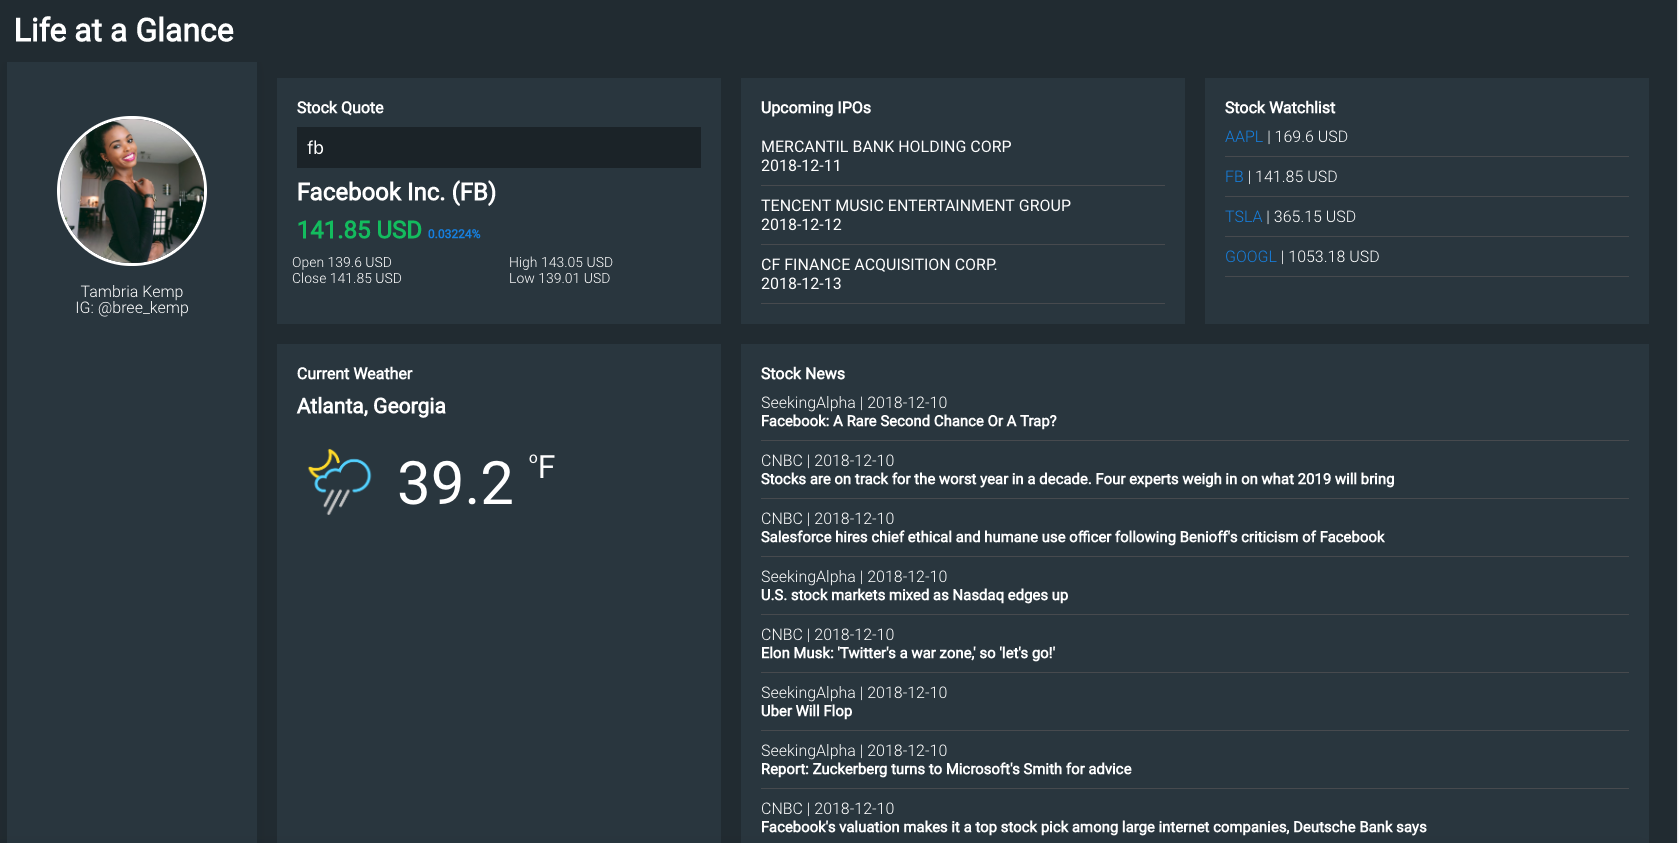 Life at a Glance
Tambria Kemp
IG: @bree_kemp
Stock Quote
fb
Facebook Inc. (FB)
141.85 USD 0.03224%
Open 139.6 USD High 143.05 USD
Close 141.85 USD Low 139.01 USD
Upcoming IPOs
MERCANTIL BANK HOLDING CORP
2018-12-11
TENCENT MUSIC ENTERTAINMENT GROUP
2018-12-12
CF FINANCE ACQUISITION CORP.
2018-12-13
Stock Watchlist
AAPL | 169.6 USD
FB | 141.85 USD
TSLA | 365.15 USD
GOOGL | 1053.18 USD
Current Weather
Atlanta, Georgia
39.2 °F
Stock News
SeekingAlpha | 2018-12-10
Facebook: A Rare Second Chance Or A Trap?
CNBC | 2018-12-10
Stocks are on track for the worst year in a decade. Four experts weigh in on what 2019 will bring
CNBC | 2018-12-10
Salesforce hires chief ethical and humane use officer following Benioff's criticism of Facebook
SeekingAlpha | 2018-12-10
U.S. stock markets mixed as Nasdaq edges up
CNBC | 2018-12-10
Elon Musk: 'Twitter's a war zone,' so 'let's go!'
SeekingAlpha | 2018-12-10
Uber Will Flop
SeekingAlpha | 2018-12-10
Report: Zuckerberg turns to Microsoft's Smith for advice
CNBC | 2018-12-10
Facebook's valuation makes it a top stock pick among large internet companies, Deutsche Bank says